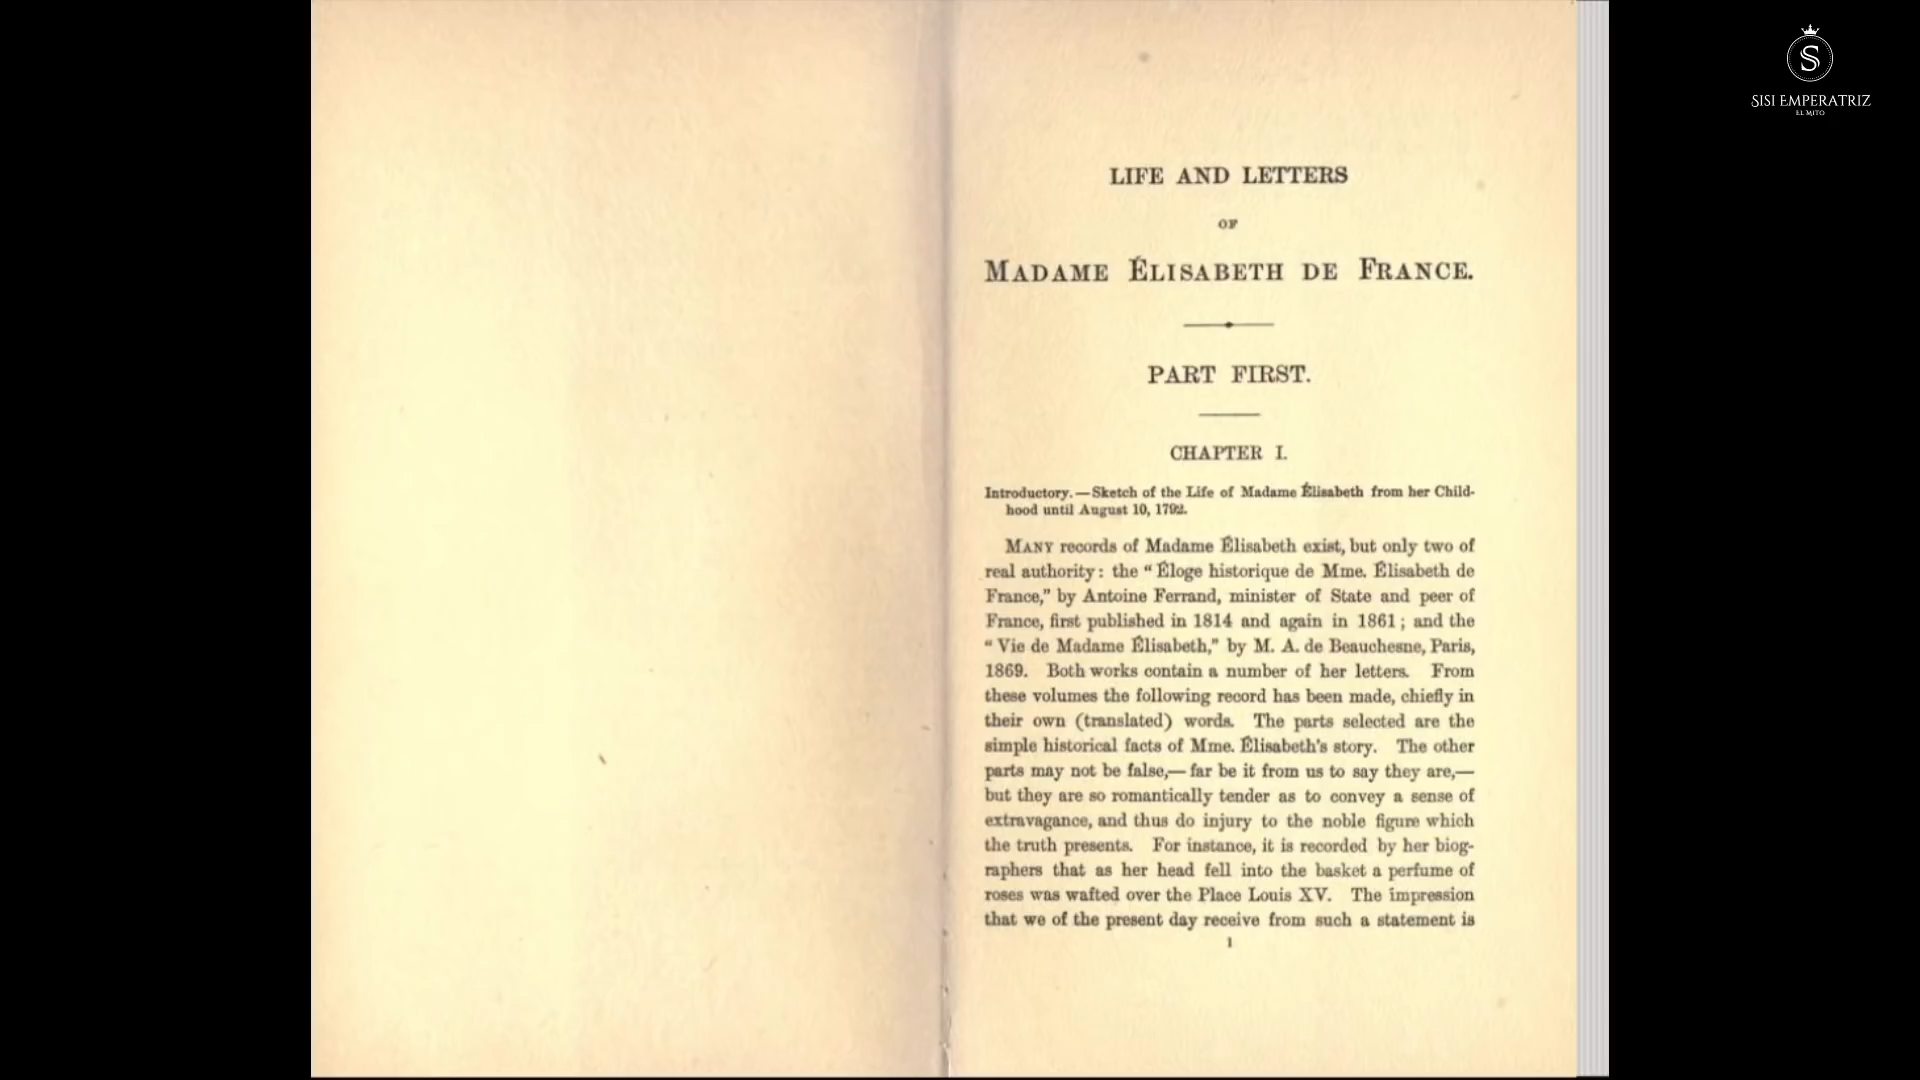 LIFE AND LETTERS
OF
MADAME ÉLISABETH DE FRANCE.
PART FIRST.
CHAPTER I.
Introductory.—Sketch of the Life of Madame Élisabeth from her Child-
hood until August 10, 1792.
MANY records of Madame Élisabeth exist, but only two of
real authority: the “Éloge historique de Mme. Élisabeth de
France,” by Antoine Ferrand, minister of State and peer of
France, first published in 1814 and again in 1861; and the
“Vie de Madame Élisabeth,” by M. A. de Beauchesne, Paris,
1869. Both works contain a number of her letters. From
these volumes the following record has been made, chiefly in
their own (translated) words. The parts selected are the
simple historical facts of Mme. Élisabeth's story. The other
parts may not be false,—far be it from us to say they are,—
but they are so romantically tender as to convey a sense of
extravagance, and thus do injury to the noble figure which
the truth presents. For instance, it is recorded by her biog-
raphers that as her head fell into the basket a perfume of
roses was wafted over the Place Louis XV. The impression
that we of the present day receive from such a statement is
1
S
SISI EMPERATRIZ
EL MITO